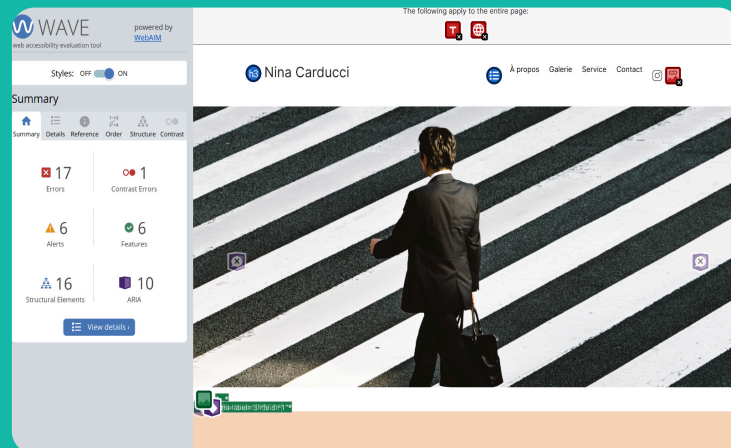 WAVE
web accessibility evaluation tool
powered by
WebAIM
Styles: OFF ON
Summary
Summary Details Reference Order Structure Contrast
17
Errors
1
Contrast Errors
6
Alerts
6
Features
16
Structural Elements
10
ARIA
View details ›
The following apply to the entire page:
T
h3 Nina Carducci
À propos Galerie Service Contact